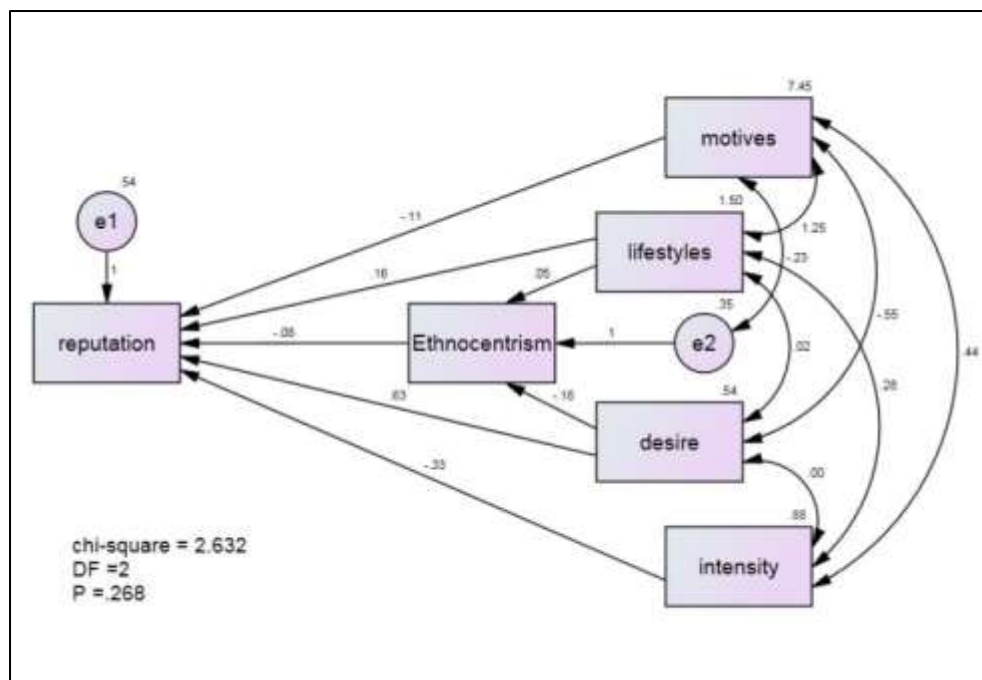 7.45
motives
.54
e1
1
-.11
1.50
lifestyles
1.25
-.23
.16
.05
reputation
-.08
Ethnocentrism
1
.35
e2
-.55
.44
.02
.28
-.16
.63
.54
desire
-.33
.00
.88
intensity
chi-square = 2.632
DF =2
P =.268